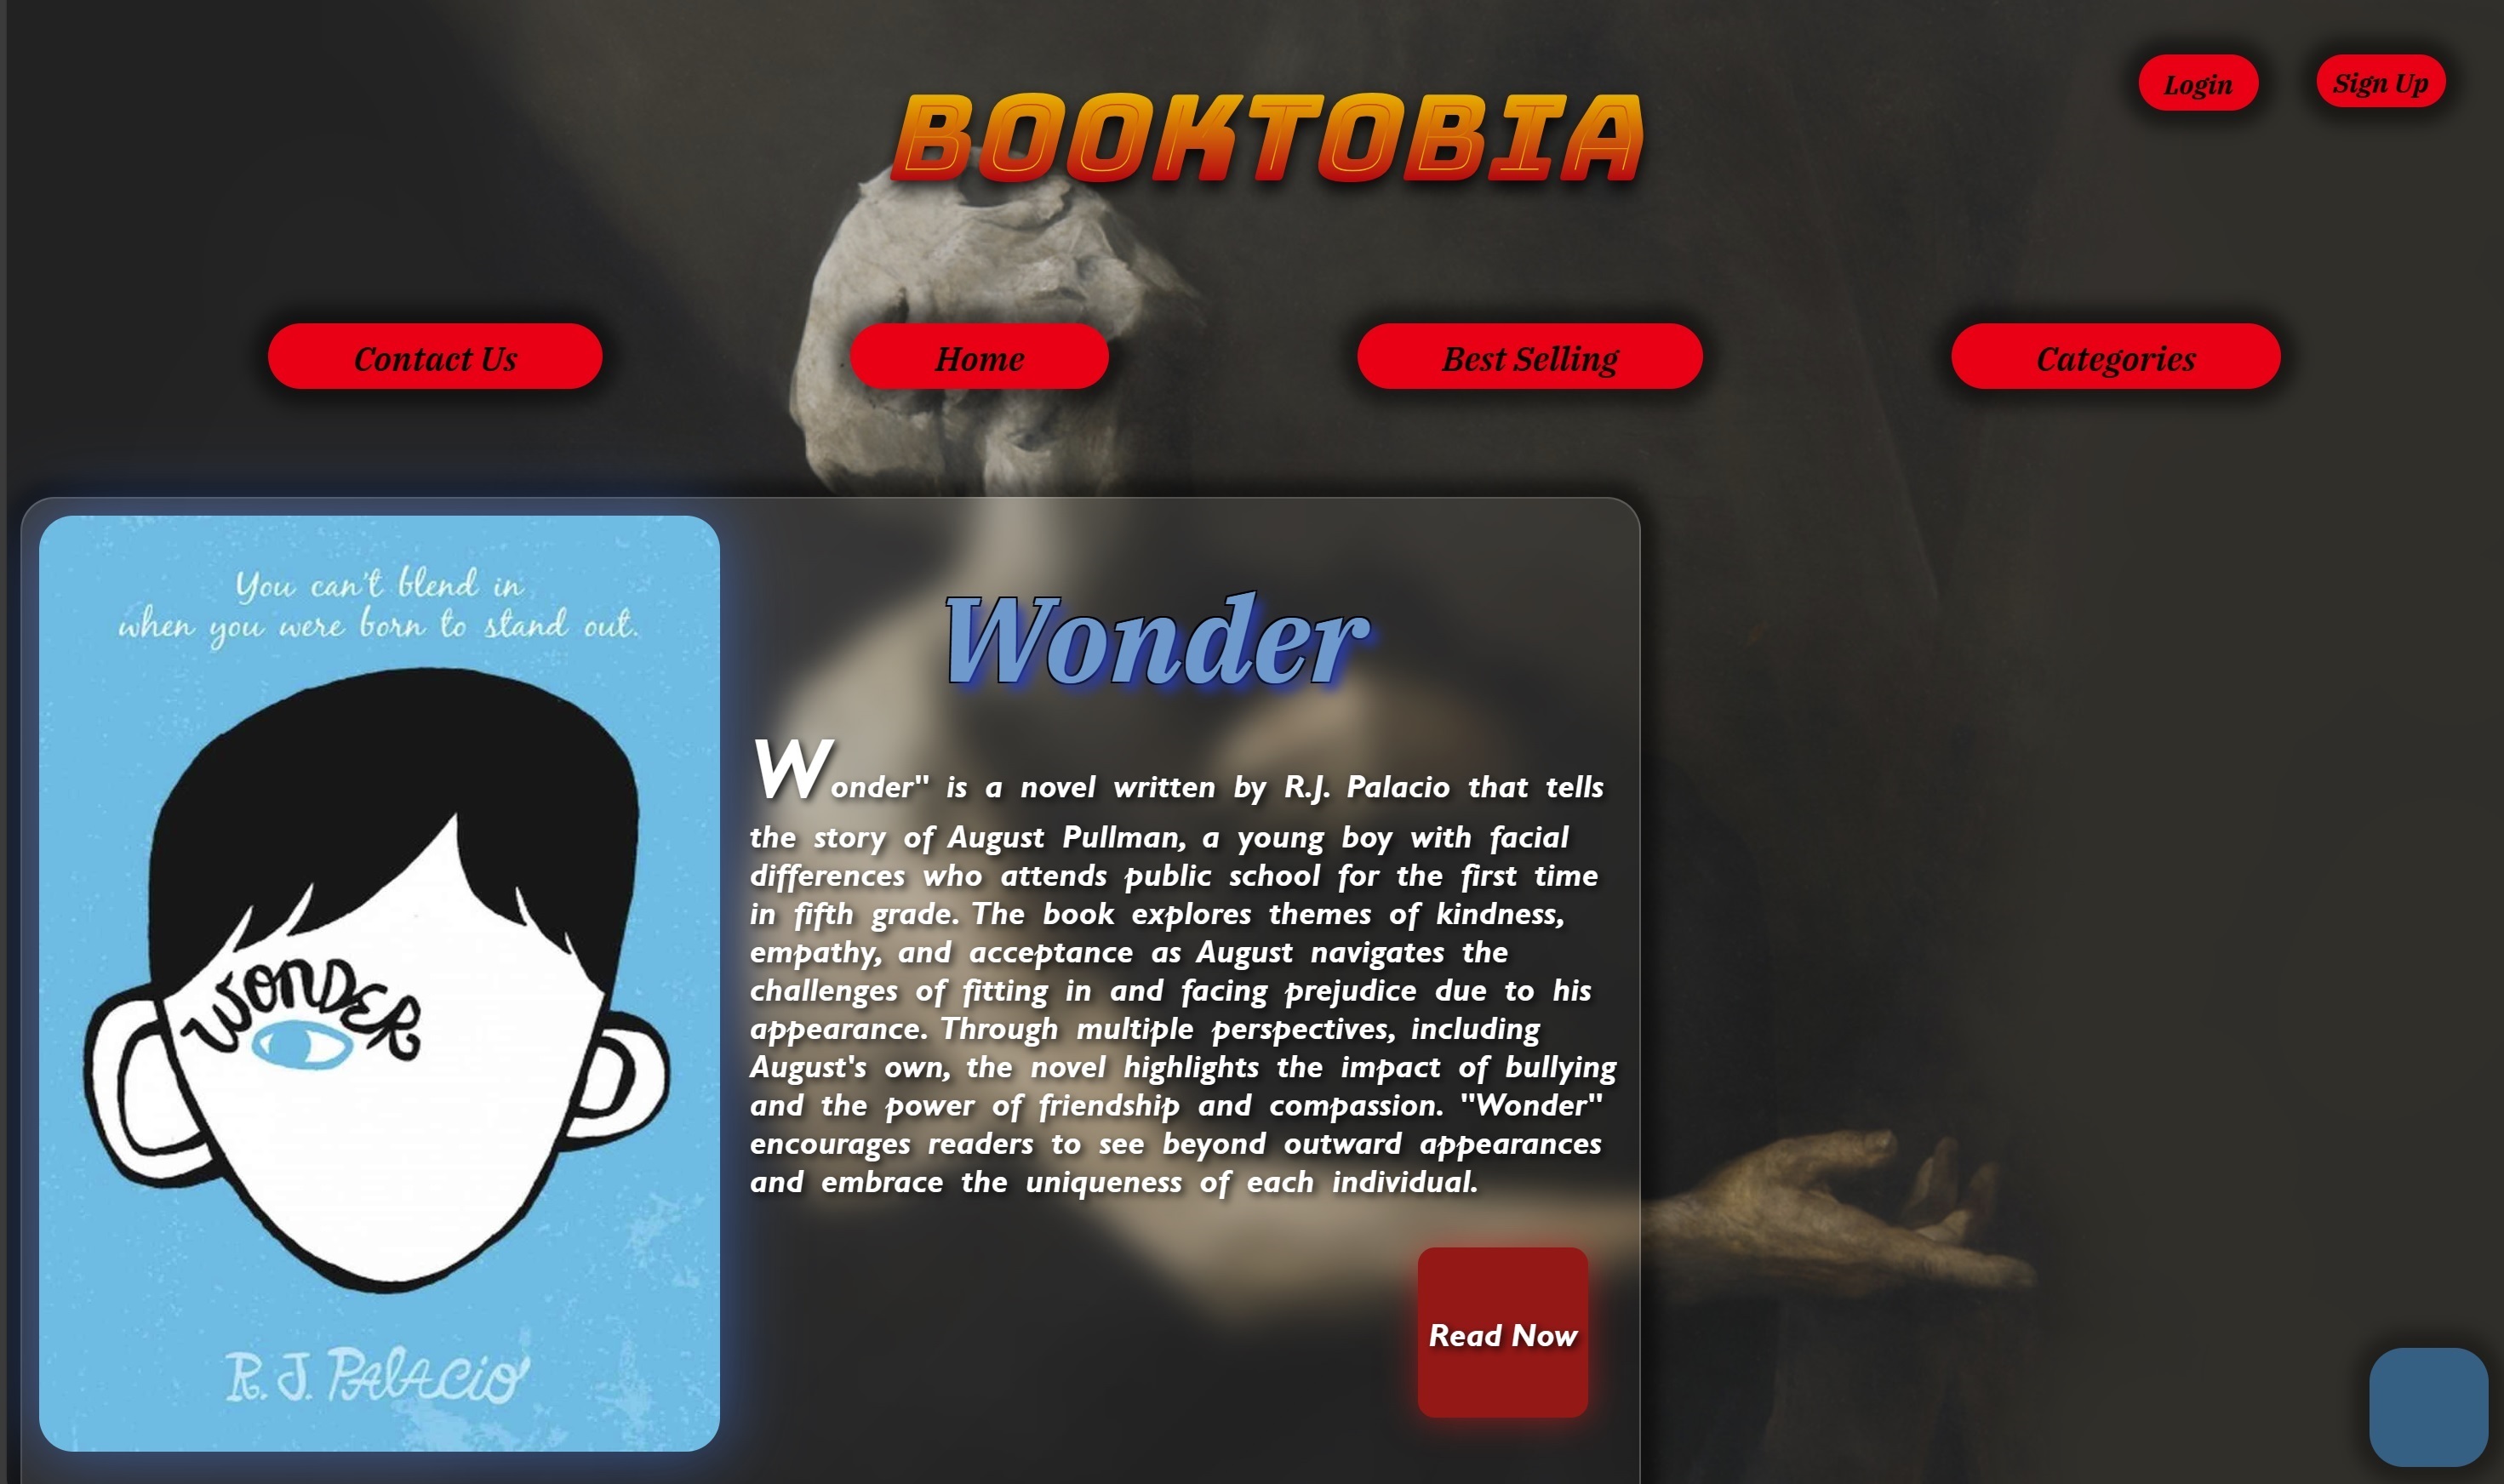 Login
Sign Up
BOOKTOBIA
Contact Us
Home
Best Selling
Categories
You can't blend in
when you were born to stand out.
WONDER
R.J. Palacio
Wonder
Wonder" is a novel written by R.J. Palacio that tells
the story of August Pullman, a young boy with facial
differences who attends public school for the first time
in fifth grade. The book explores themes of kindness,
empathy, and acceptance as August navigates the
challenges of fitting in and facing prejudice due to his
appearance. Through multiple perspectives, including
August's own, the novel highlights the impact of bullying
and the power of friendship and compassion. "Wonder"
encourages readers to see beyond outward appearances
and embrace the uniqueness of each individual.
Read Now